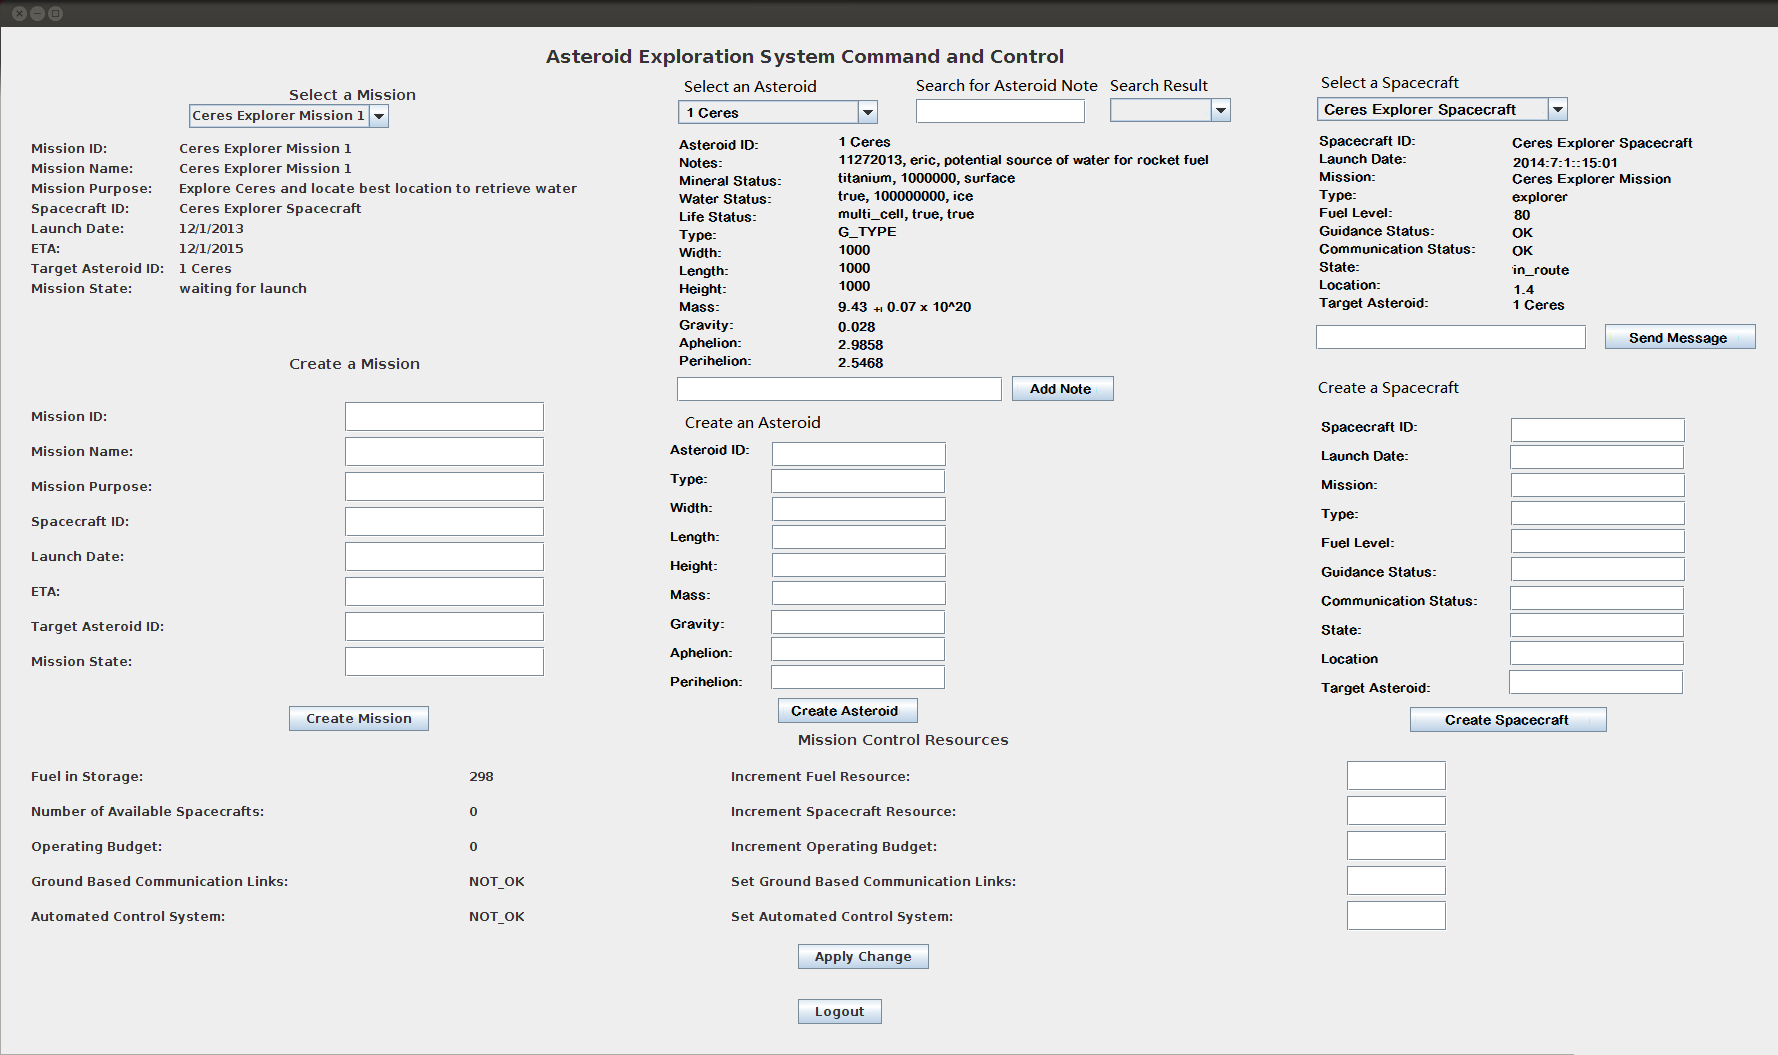 Asteroid Exploration System Command and Control
Select a Mission
Ceres Explorer Mission 1
Mission ID: Ceres Explorer Mission 1
Mission Name: Ceres Explorer Mission 1
Mission Purpose: Explore Ceres and locate best location to retrieve water
Spacecraft ID: Ceres Explorer Spacecraft
Launch Date: 12/1/2013
ETA: 12/1/2015
Target Asteroid ID: 1 Ceres
Mission State: waiting for launch
Create a Mission
Mission ID:
Mission Name:
Mission Purpose:
Spacecraft ID:
Launch Date:
ETA:
Target Asteroid ID:
Mission State:
Create Mission
Select an Asteroid Search for Asteroid Note Search Result
1 Ceres
Asteroid ID: 1 Ceres
Notes: 11272013, eric, potential source of water for rocket fuel
Mineral Status: titanium, 1000000, surface
Water Status: true, 100000000, ice
Life Status: multi_cell, true, true
Type: G_TYPE
Width: 1000
Length: 1000
Height: 1000
Mass: 9.43 +ı 0.07 x 10^20
Gravity: 0.028
Aphelion: 2.9858
Perihelion: 2.5468
Add Note
Create an Asteroid
Asteroid ID:
Type:
Width:
Length:
Height:
Mass:
Gravity:
Aphelion:
Perihelion:
Create Asteroid
Select a Spacecraft
Ceres Explorer Spacecraft
Spacecraft ID: Ceres Explorer Spacecraft
Launch Date: 2014:7:1::15:01
Mission: Ceres Explorer Mission
Type: explorer
Fuel Level: 80
Guidance Status: OK
Communication Status: OK
State: in_route
Location: 1.4
Target Asteroid: 1 Ceres
Send Message
Create a Spacecraft
Spacecraft ID:
Launch Date:
Mission:
Type:
Fuel Level:
Guidance Status:
Communication Status:
State:
Location
Target Asteroid:
Create Spacecraft
Mission Control Resources
Fuel in Storage: 298 Increment Fuel Resource:
Number of Available Spacecrafts: 0 Increment Spacecraft Resource:
Operating Budget: 0 Increment Operating Budget:
Ground Based Communication Links: NOT_OK Set Ground Based Communication Links:
Automated Control System: NOT_OK Set Automated Control System:
Apply Change
Logout